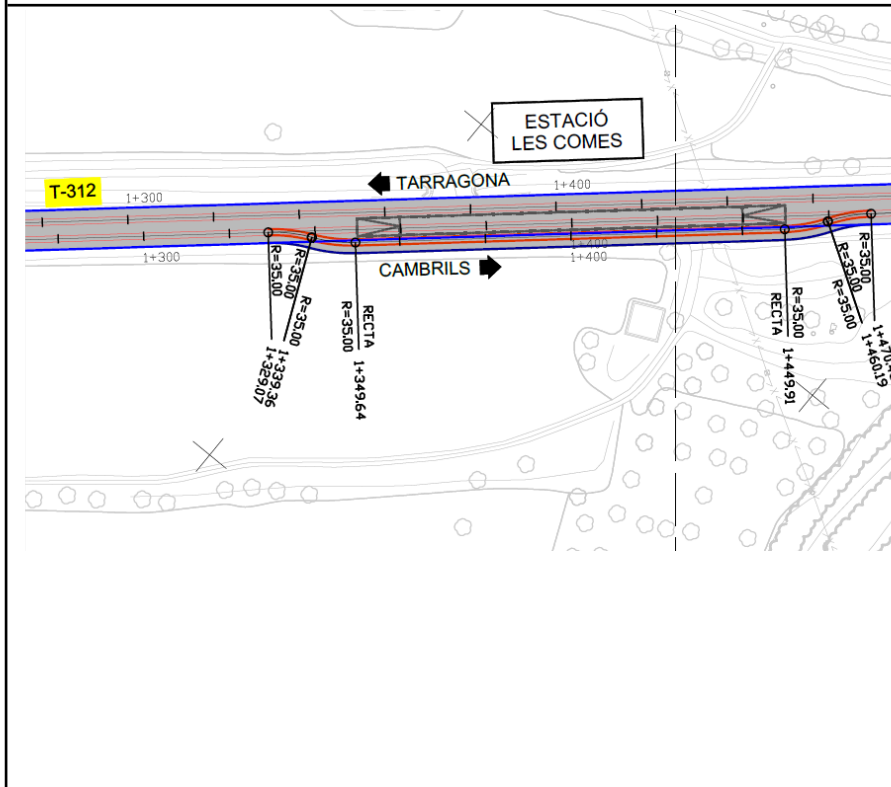 ESTACIÓ
LES COMES
T-312
TARRAGONA
1+300
1+400
1+300
1+400
1+400
CAMBRILS
R=35.00
R=35.00
R=35.00
1+339.36
1+329.07
RECTA
R=35.00
1+349.64
R=35.00
RECTA
1+449.91
R=35.00
R=35.00
R=35.00
1+460.19